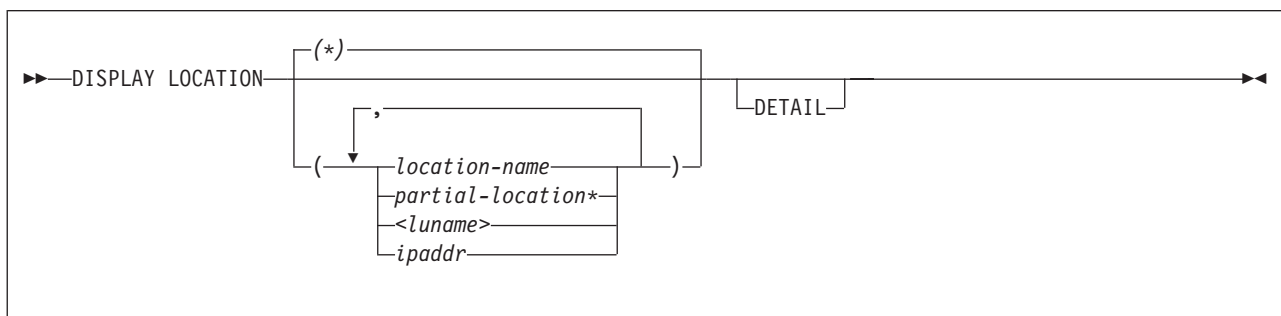 (*)
DISPLAY LOCATION
DETAIL
,
( location-name )
partial-location*
<luname>
ipaddr